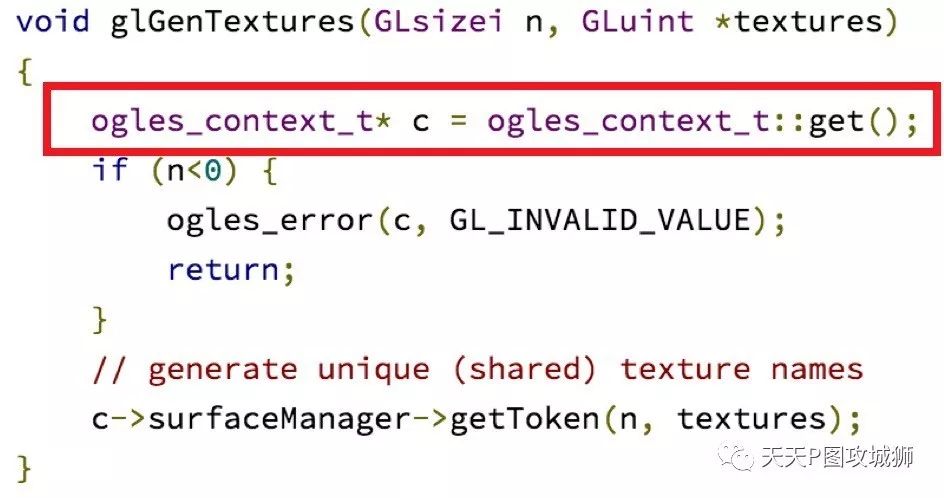 void glGenTextures(GLsizei n, GLuint *textures)
{
    ogles_context_t* c = ogles_context_t::get();
    if (n<0) {
        ogles_error(c, GL_INVALID_VALUE);
        return;
    }
    // generate unique (shared) texture names
    c->surfaceManager->getToken(n, textures);
}
天天P图攻城狮